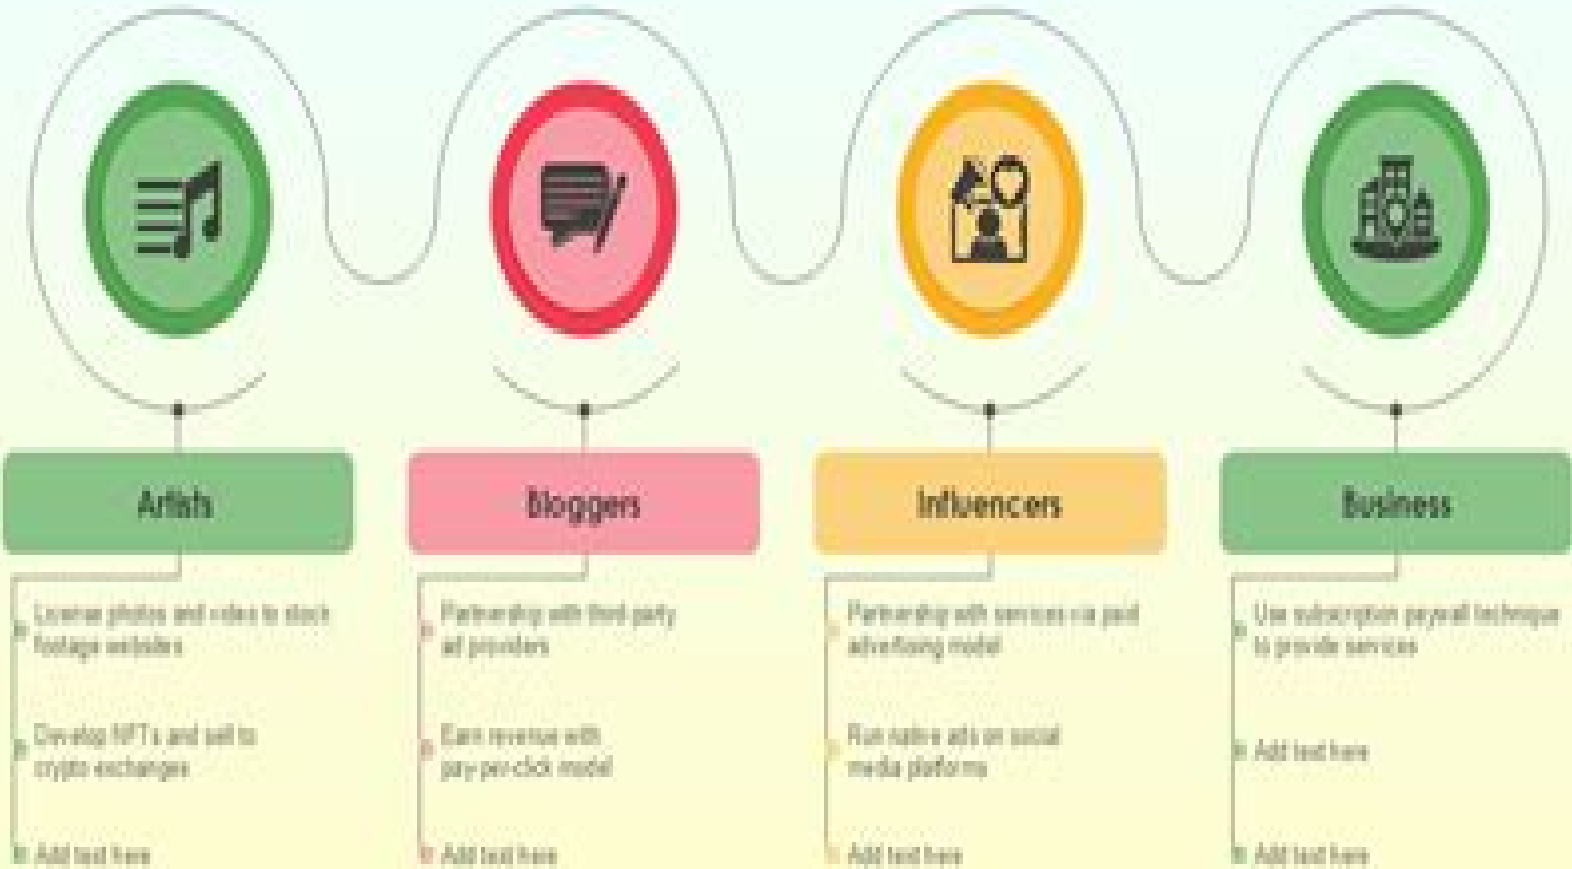 Artists
License photos and video to stock
footage websites
Develop NFTs and sell to
crypto exchanges
Add text here
Bloggers
Partnership with third-party
ad providers
Earn revenue with
pay-per-click model
Add text here
Influencers
Partnership with services via paid
advertising model
Run native ads on social
media platforms
Add text here
Business
Use subscription paywall technique
to provide services
Add text here
Add text here